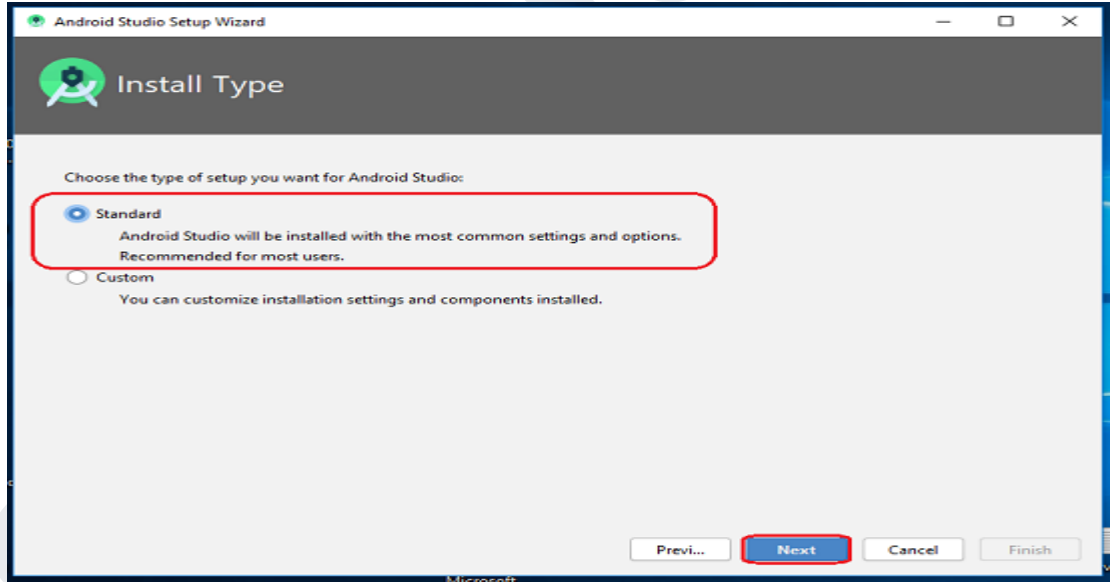 Android Studio Setup Wizard
Install Type
Choose the type of setup you want for Android Studio:
Standard
Android Studio will be installed with the most common settings and options.
Recommended for most users.
Custom
You can customize installation settings and components installed.
Previ... Next Cancel Finish
Microsoft